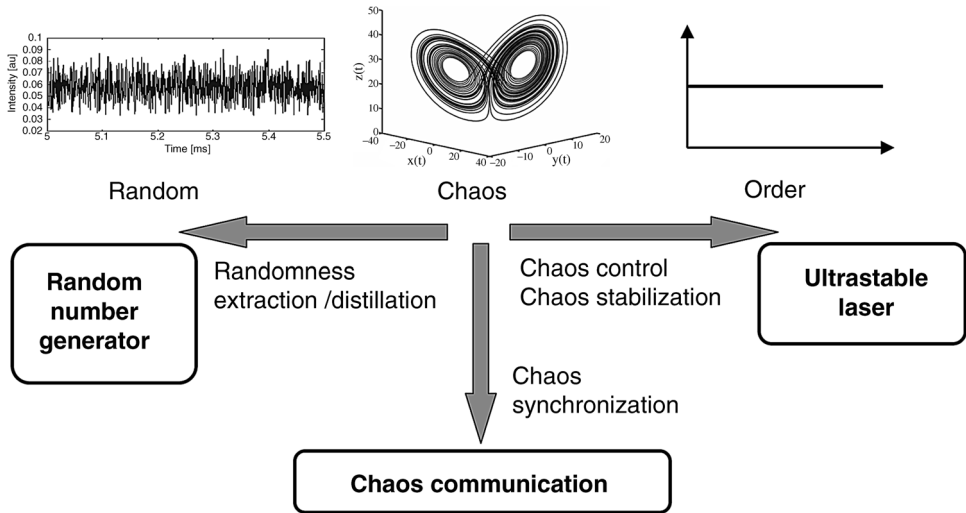 0.1
0.09
0.08
0.07
0.06
0.05
0.04
0.03
0.02
Intensity [au]
5 5.1 5.2 5.3 5.4 5.5
Time [ms]
50
40
30
20
10
0
z(t)
-40 -20 0 20 40
x(t)
-20 -10 0 10 20
y(t)
Random
Chaos
Order
Random
number
generator
Randomness
extraction /distillation
Chaos control
Chaos stabilization
Ultrastable
laser
Chaos
synchronization
Chaos communication